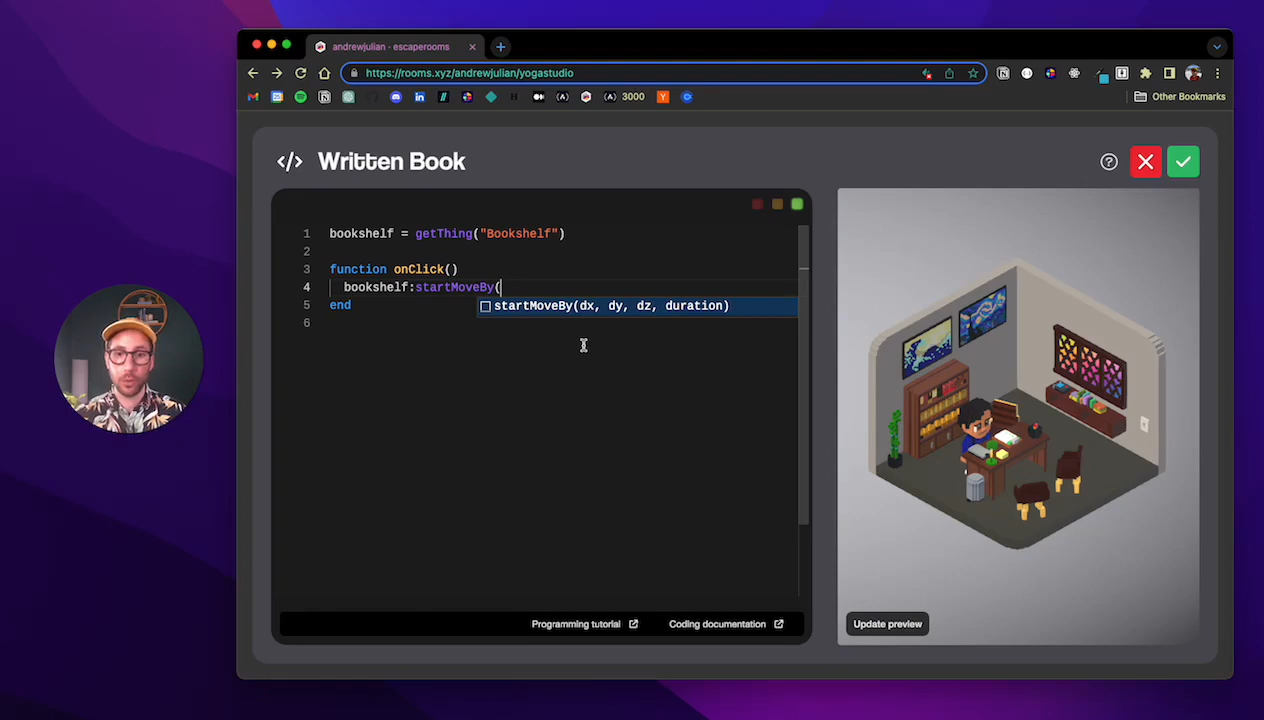 andrewjulian - escaperooms
https://rooms.xyz/andrewjulian/yogastudio
3000
Other Bookmarks
</> Written Book
1 bookshelf = getThing("Bookshelf")
2
3 function onClick()
4 bookshelf:startMoveBy(
startMoveBy(dx, dy, dz, duration)
5 end
6
Programming tutorial
Coding documentation
Update preview